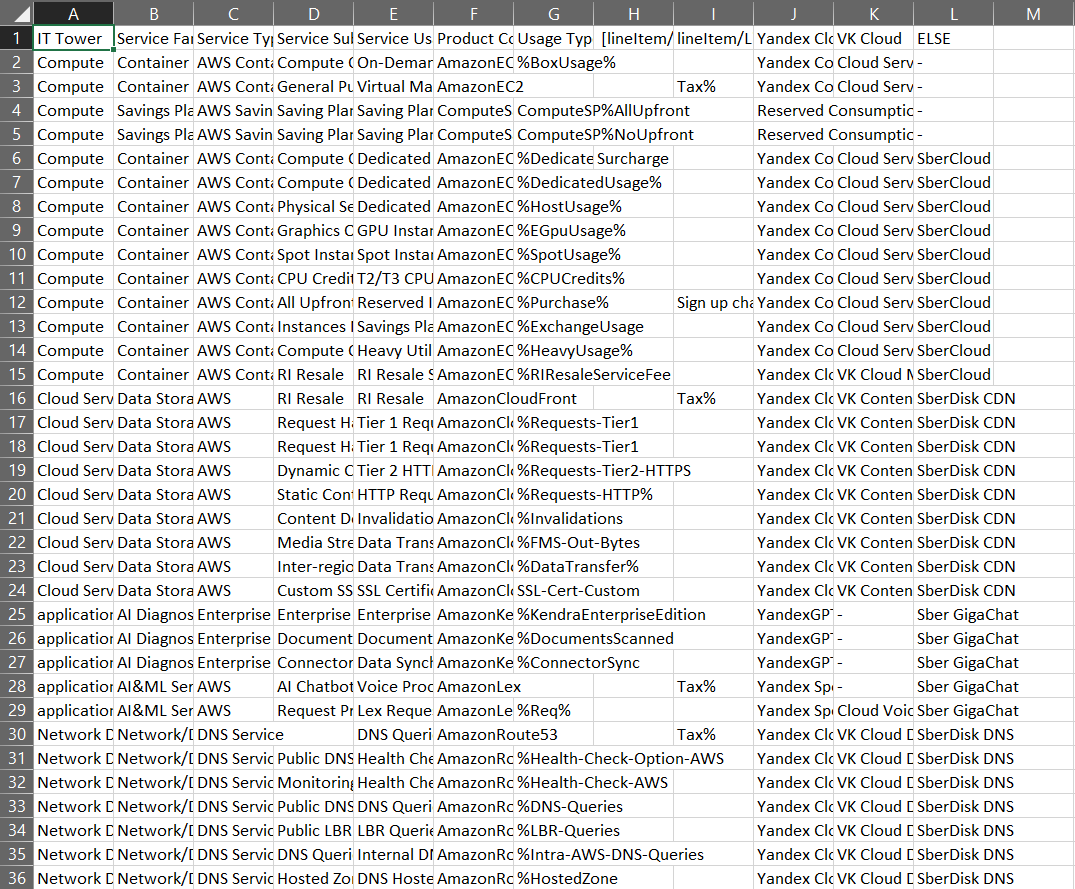 A B C D E F G H I J K L M
1 IT Tower Service Fa Service Ty Service Su Service Us Product Co Usage Typ [lineItem/ lineItem/L Yandex Clo VK Cloud ELSE
2 Compute Container AWS Conta Compute On-Deman AmazonEC %BoxUsage% Yandex Co Cloud Serv -
3 Compute Container AWS Conta General Pu Virtual Ma AmazonEC2 Tax% Yandex Co Cloud Serv -
4 Compute Savings Pla AWS Savin Saving Plan Saving Plan ComputeS ComputeSP%AllUpfront Reserved Consumptio -
5 Compute Savings Pla AWS Savin Saving Plan Saving Plan ComputeS ComputeSP%NoUpfront Reserved Consumptio -
6 Compute Container AWS Conta Compute Dedicated AmazonEC %Dedicate Surcharge Yandex Co Cloud Serv SberCloud
7 Compute Container AWS Conta Compute Dedicated AmazonEC %DedicatedUsage% Yandex Co Cloud Serv SberCloud
8 Compute Container AWS Conta Physical Se Dedicated AmazonEC %HostUsage% Yandex Co Cloud Serv SberCloud
9 Compute Container AWS Conta Graphics GPU Instan AmazonEC %EGpuUsage% Yandex Co Cloud Serv SberCloud
10 Compute Container AWS Conta Spot Instan Spot Instan AmazonEC %SpotUsage% Yandex Co Cloud Serv SberCloud
11 Compute Container AWS Conta CPU Credit T2/T3 CPU AmazonEC %CPUCredits% Yandex Co Cloud Serv SberCloud
12 Compute Container AWS Conta All Upfront Reserved I AmazonEC %Purchase% Sign up cha Yandex Co Cloud Serv SberCloud
13 Compute Container AWS Conta Instances Savings Pla AmazonEC %ExchangeUsage Yandex Co Cloud Serv SberCloud
14 Compute Container AWS Conta Compute Heavy Util AmazonEC %HeavyUsage% Yandex Co Cloud Serv SberCloud
15 Compute Container AWS Conta RI Resale RI Resale S AmazonEC %RIResaleServiceFee Yandex Clo VK Cloud SberCloud
16 Cloud Serv Data Stora AWS RI Resale RI Resale AmazonCloudFront Tax% Yandex Clo VK Conten SberDisk CDN
17 Cloud Serv Data Stora AWS Request Ha Tier 1 Requ AmazonClo %Requests-Tier1 Yandex Clo VK Conten SberDisk CDN
18 Cloud Serv Data Stora AWS Request Ha Tier 1 Requ AmazonClo %Requests-Tier1 Yandex Clo VK Conten SberDisk CDN
19 Cloud Serv Data Stora AWS Dynamic C Tier 2 HTT AmazonClo %Requests-Tier2-HTTPS Yandex Clo VK Conten SberDisk CDN
20 Cloud Serv Data Stora AWS Static Cont HTTP Requ AmazonClo %Requests-HTTP% Yandex Clo VK Conten SberDisk CDN
21 Cloud Serv Data Stora AWS Content De Invalidatio AmazonClo %Invalidations Yandex Clo VK Conten SberDisk CDN
22 Cloud Serv Data Stora AWS Media Stre Data Trans AmazonClo %FMS-Out-Bytes Yandex Clo VK Conten SberDisk CDN
23 Cloud Serv Data Stora AWS Inter-regio Data Trans AmazonClo %DataTransfer% Yandex Clo VK Conten SberDisk CDN
24 Cloud Serv Data Stora AWS Custom SS SSL Certific AmazonClo SSL-Cert-Custom Yandex Clo VK Conten SberDisk CDN
25 application AI Diagnos Enterprise Enterprise Enterprise AmazonKe %KendraEnterpriseEdition YandexGPT - Sber GigaChat
26 application AI Diagnos Enterprise Document Document AmazonKe %DocumentsScanned YandexGPT - Sber GigaChat
27 application AI Diagnos Enterprise Connector Data Synch AmazonKe %ConnectorSync YandexGPT - Sber GigaChat
28 application AI&ML Ser AWS AI Chatbot Voice Proc AmazonLex Tax% Yandex Spe - Sber GigaChat
29 application AI&ML Ser AWS Request Pr Lex Reque AmazonLe %Req% Yandex Spe Cloud Voic Sber GigaChat
30 Network D Network/D DNS Service DNS Queri AmazonRoute53 Tax% Yandex Clo VK Cloud D SberDisk DNS
31 Network D Network/D DNS Servic Public DNS Health Che AmazonRo %Health-Check-Option-AWS Yandex Clo VK Cloud D SberDisk DNS
32 Network D Network/D DNS Servic Monitoring Health Che AmazonRo %Health-Check-AWS Yandex Clo VK Cloud D SberDisk DNS
33 Network D Network/D DNS Servic Public DNS DNS Queri AmazonRo %DNS-Queries Yandex Clo VK Cloud D SberDisk DNS
34 Network D Network/D DNS Servic Public LBR LBR Querie AmazonRo %LBR-Queries Yandex Clo VK Cloud D SberDisk DNS
35 Network D Network/D DNS Servic DNS Queri Internal DN AmazonRo %Intra-AWS-DNS-Queries Yandex Clo VK Cloud D SberDisk DNS
36 Network D Network/D DNS Servic Hosted Zo DNS Hoste AmazonRo %HostedZone Yandex Clo VK Cloud D SberDisk DNS